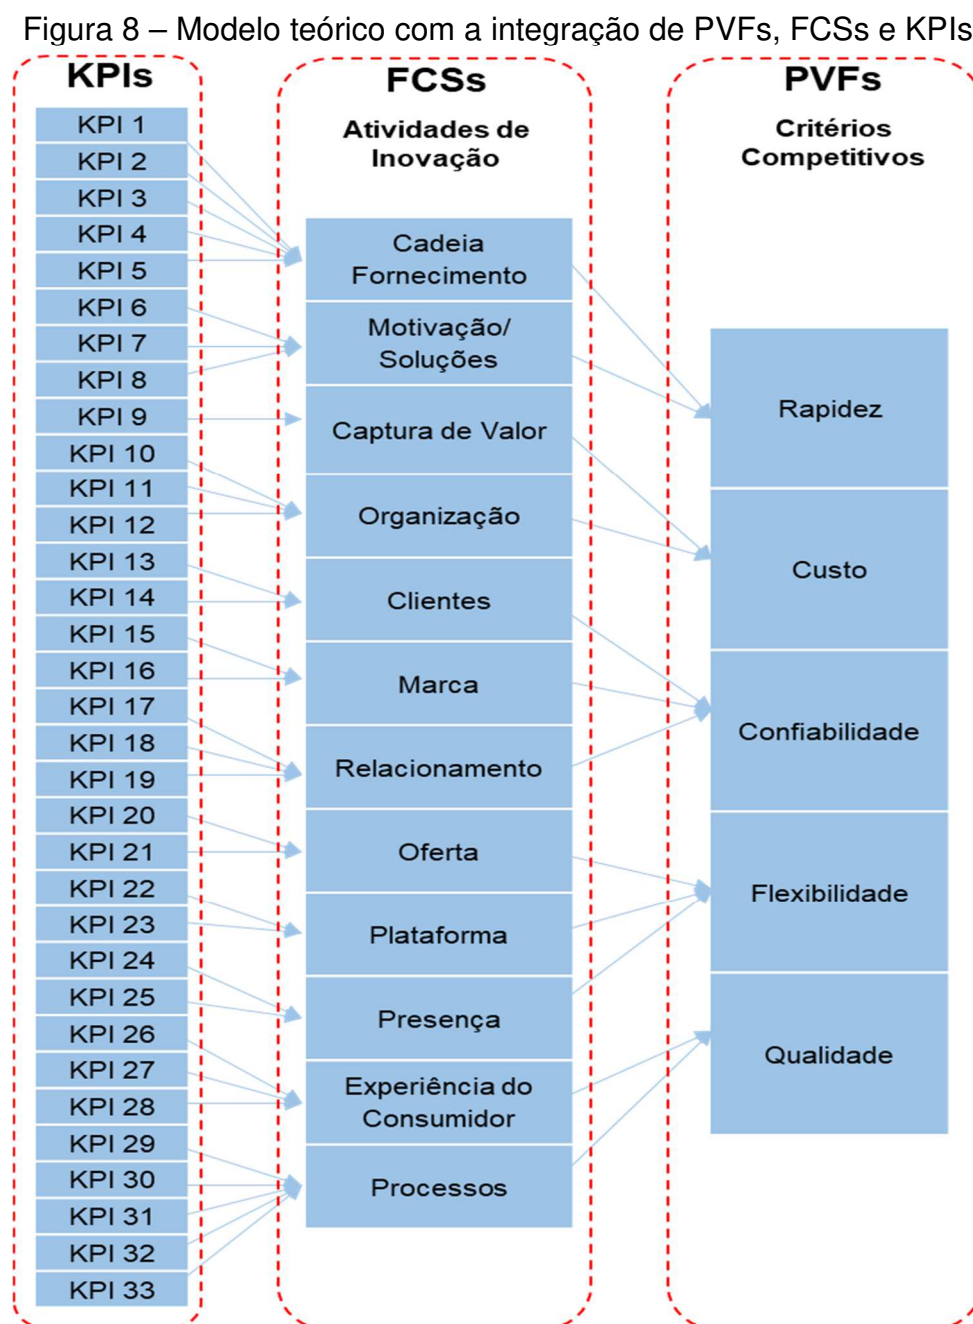 Figura 8 – Modelo teórico com a integração de PVFs, FCSs e KPIs
KPIs
KPI 1
KPI 2
KPI 3
KPI 4
KPI 5
KPI 6
KPI 7
KPI 8
KPI 9
KPI 10
KPI 11
KPI 12
KPI 13
KPI 14
KPI 15
KPI 16
KPI 17
KPI 18
KPI 19
KPI 20
KPI 21
KPI 22
KPI 23
KPI 24
KPI 25
KPI 26
KPI 27
KPI 28
KPI 29
KPI 30
KPI 31
KPI 32
KPI 33
FCSs
Atividades de
Inovação
Cadeia
Fornecimento
Motivação/
Soluções
Captura de Valor
Organização
Clientes
Marca
Relacionamento
Oferta
Plataforma
Presença
Experiência do
Consumidor
Processos
PVFs
Critérios
Competitivos
Rapidez
Custo
Confiabilidade
Flexibilidade
Qualidade